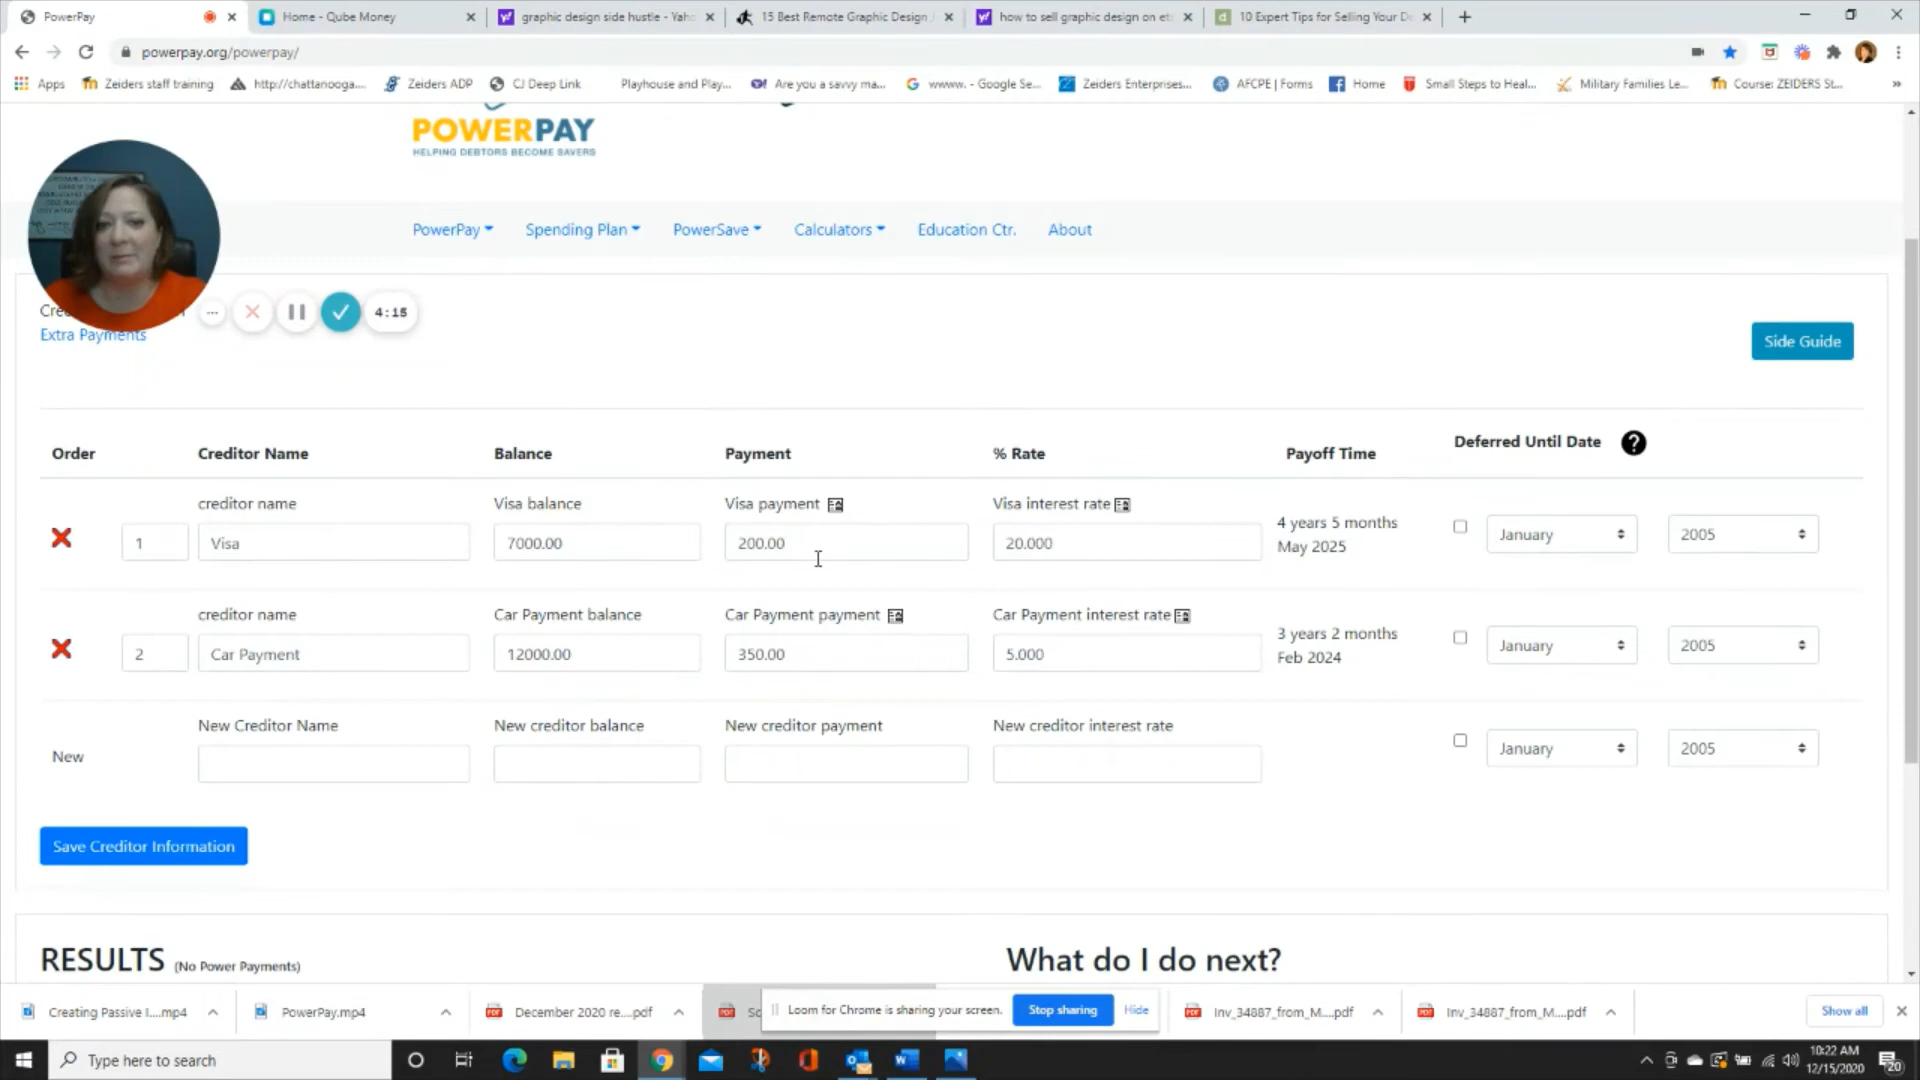 PowerPay
Home - Qube Money
graphic design side hustle - Yaho
15 Best Remote Graphic Design J
how to sell graphic design on ets
10 Expert Tips for Selling Your De
powerpay.org/powerpay/
Apps
Zeiders staff training
http://chattanooga....
Zeiders ADP
CJ Deep Link
Playhouse and Play...
Are you a savvy ma...
wwww. - Google Se...
Zeiders Enterprises...
AFCPE | Forms
Home
Small Steps to Heal...
Military Families Le...
Course: ZEIDERS St...
»
POWERPAY
HELPING DEBTORS BECOME SAVERS
PowerPay
Spending Plan
PowerSave
Calculators
Education Ctr.
About
4:15
Extra Payments
Side Guide
Order
Creditor Name
Balance
Payment
% Rate
Payoff Time
Deferred Until Date
creditor name
Visa balance
Visa payment
Visa interest rate
1
Visa
7000.00
200.00
20.000
4 years 5 months
May 2025
January
2005
creditor name
Car Payment balance
Car Payment payment
Car Payment interest rate
2
Car Payment
12000.00
350.00
5.000
3 years 2 months
Feb 2024
January
2005
New Creditor Name
New creditor balance
New creditor payment
New creditor interest rate
New
January
2005
Save Creditor Information
RESULTS (No Power Payments)
What do I do next?
Creating Passive I....mp4
PowerPay.mp4
December 2020 re....pdf
Loom for Chrome is sharing your screen.
Stop sharing
Hide
Inv_34887_from_M....pdf
Inv_34887_from_M....pdf
Show all
Type here to search
10:22 AM
12/15/2020
20